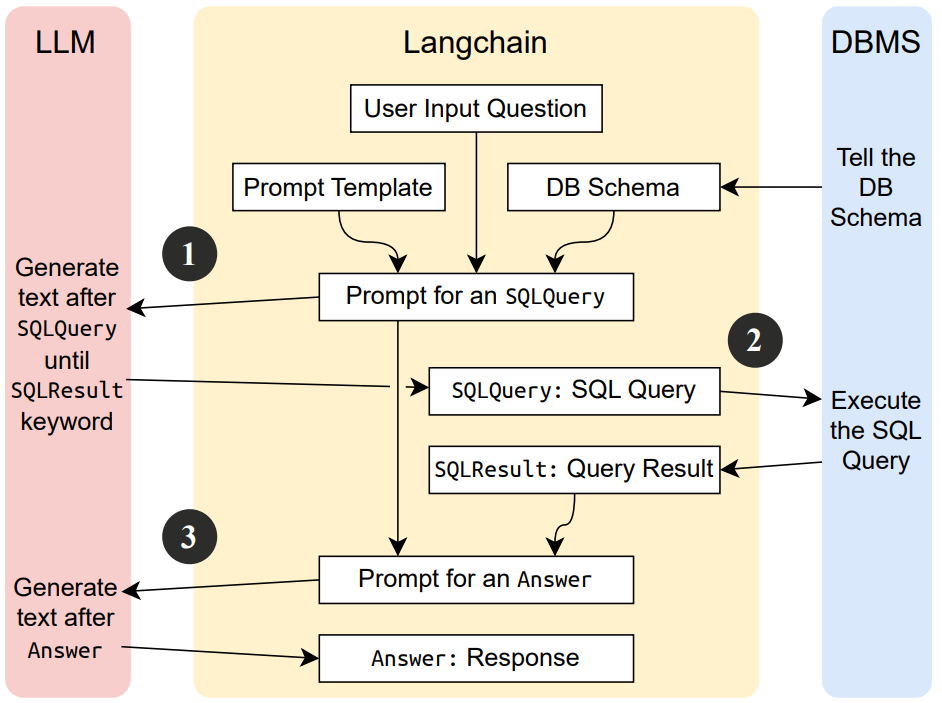 LLM
Langchain
DBMS
User Input Question
Prompt Template
DB Schema
Tell the
DB
Schema
1
Generate
text after
SQLQuery
until
SQLResult
keyword
Prompt for an SQLQuery
2
SQLQuery: SQL Query
Execute
the SQL
Query
SQLResult: Query Result
3
Prompt for an Answer
Generate
text after
Answer
Answer: Response